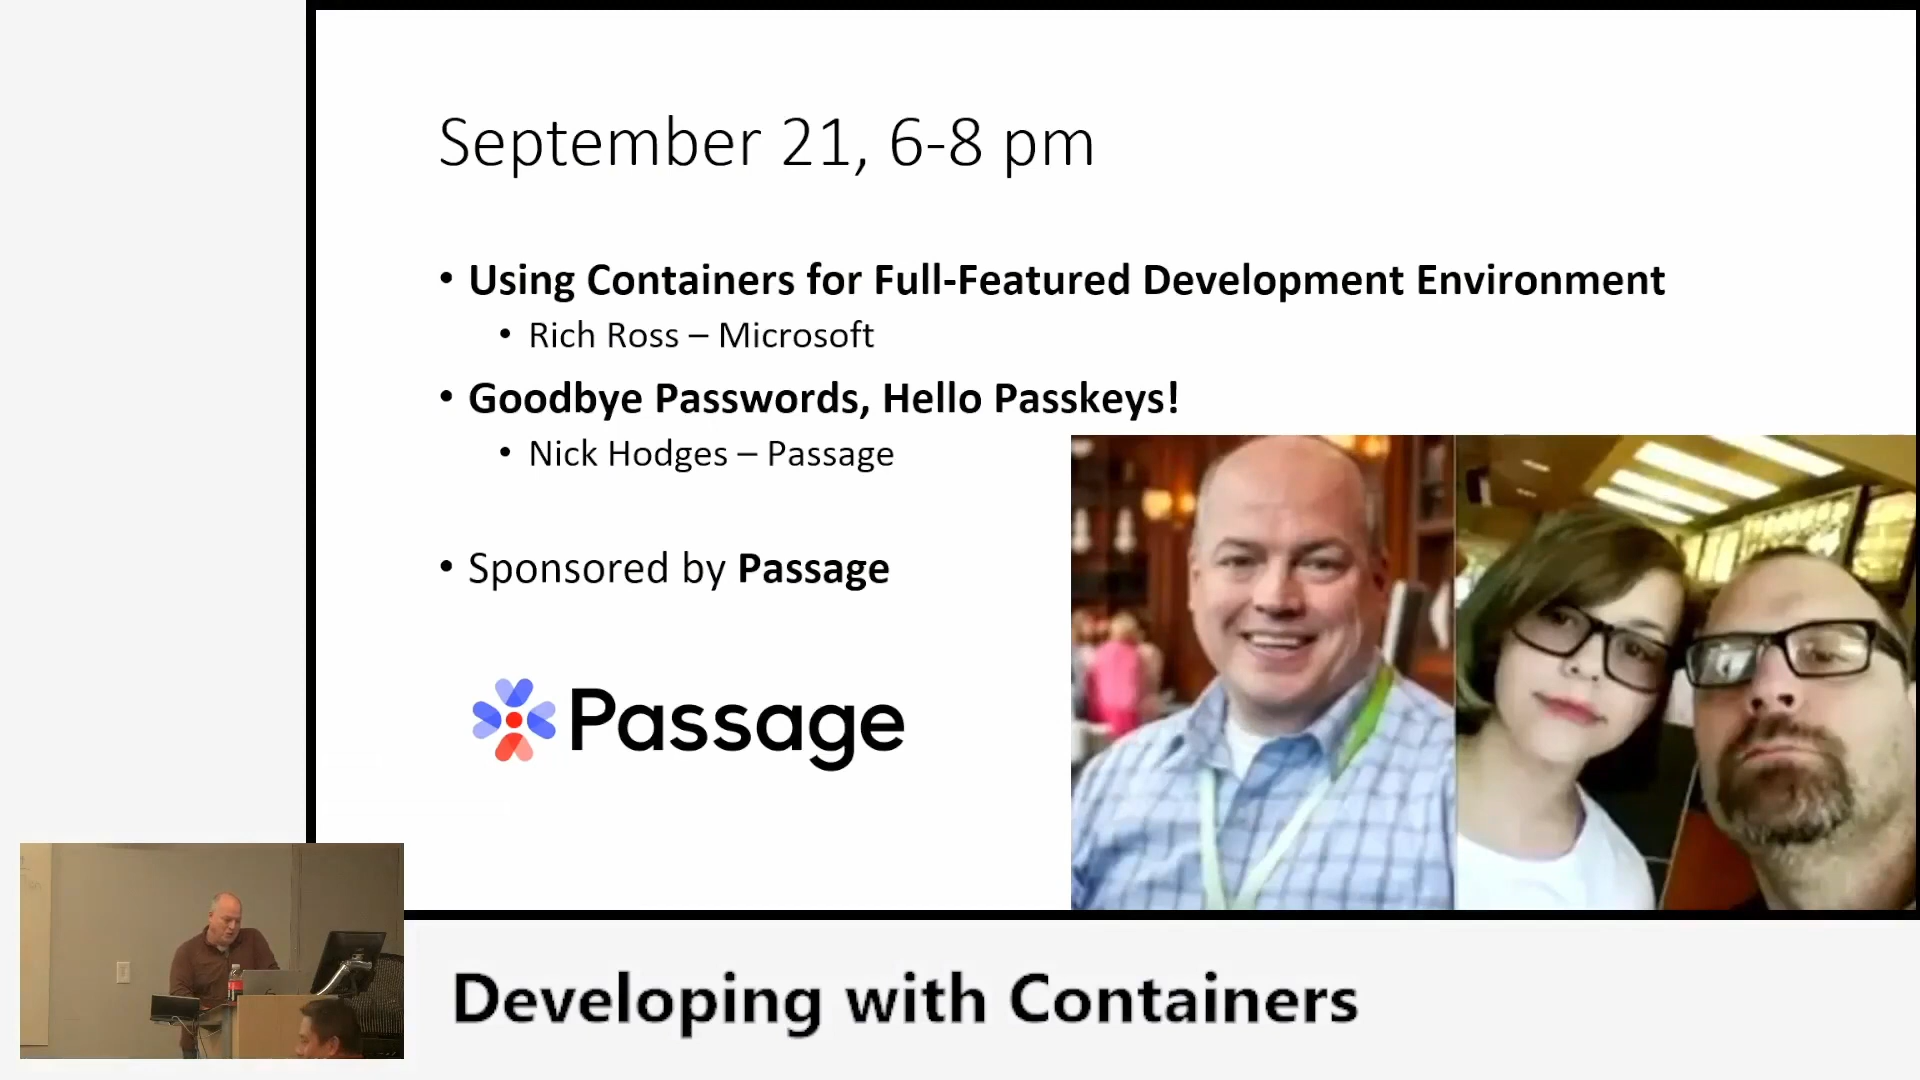 September 21, 6-8 pm
• Using Containers for Full-Featured Development Environment
• Rich Ross – Microsoft
• Goodbye Passwords, Hello Passkeys!
• Nick Hodges – Passage
• Sponsored by Passage
Passage
Developing with Containers